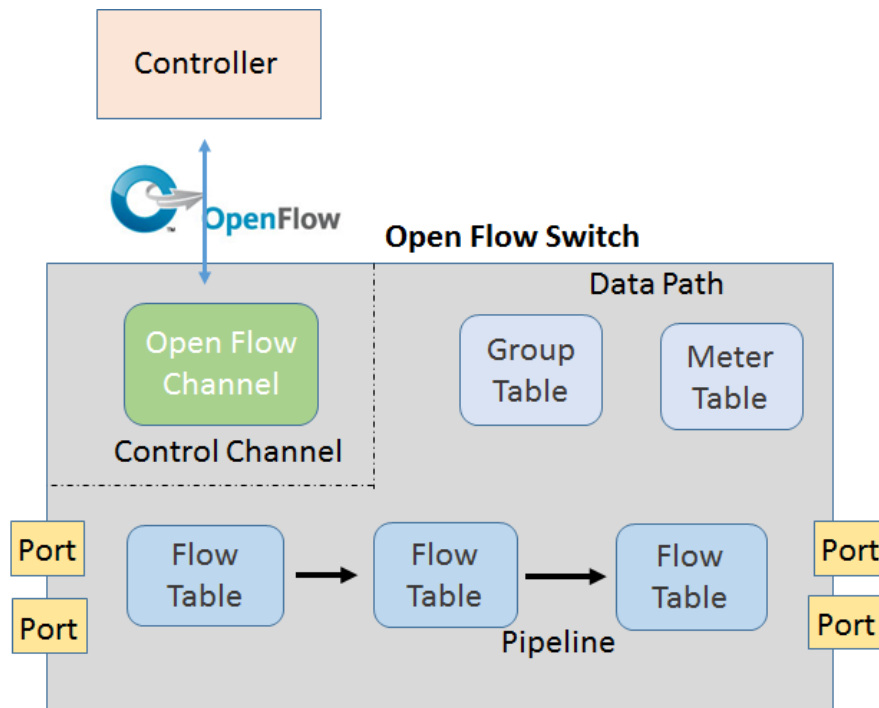 Controller
OpenFlow
TM
Open Flow Switch
Data Path
Open Flow
Channel
Control Channel
Group
Table
Meter
Table
Port
Port
Flow
Table
Flow
Table
Flow
Table
Pipeline
Port
Port